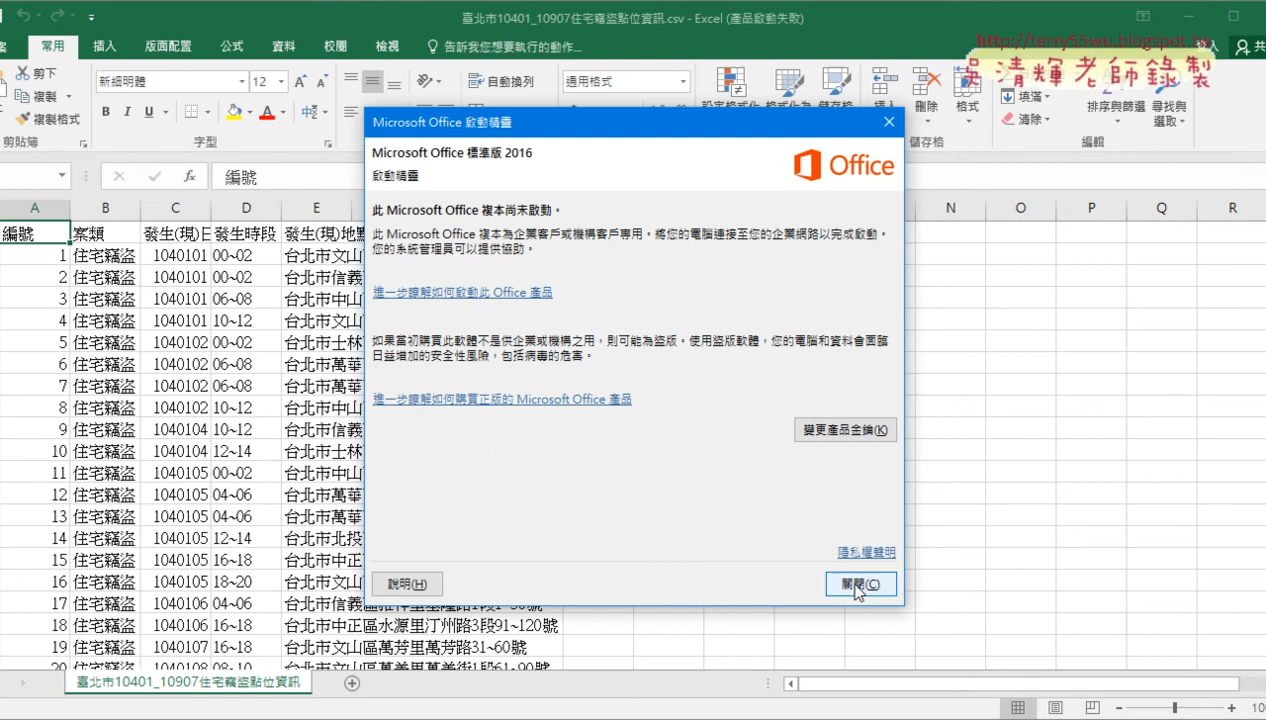 臺北市10401_10907住宅竊盜點位資訊.csv - Excel (產品啟動失敗)
常用 插入 版面配置 公式 資料 校閱 檢視 告訴我您想要執行的動作...
http://terry55wu.blogspot.tw
吳清輝老師錄製
剪下
複製
複製格式
剪貼簿
新細明體 12
B I U
字型
自動換列
通用格式
刪除 格式
儲存格
填滿
清除
排序與篩選 尋找與選取
編輯
fx 編號
A B C D E N O P Q R
編號 案類 發生(現)日 發生時段 發生(現)地點
1 住宅竊盜 1040101 00~02 台北市文山
2 住宅竊盜 1040101 00~02 台北市信義
3 住宅竊盜 1040101 06~08 台北市中山
4 住宅竊盜 1040101 10~12 台北市文山
5 住宅竊盜 1040102 00~02 台北市士林
6 住宅竊盜 1040102 06~08 台北市萬華
7 住宅竊盜 1040102 06~08 台北市萬華
8 住宅竊盜 1040102 10~12 台北市中山
9 住宅竊盜 1040104 10~12 台北市信義
10 住宅竊盜 1040104 12~14 台北市士林
11 住宅竊盜 1040105 00~02 台北市中山
12 住宅竊盜 1040105 04~06 台北市萬華
13 住宅竊盜 1040105 04~06 台北市萬華
14 住宅竊盜 1040105 12~14 台北市北投
15 住宅竊盜 1040105 16~18 台北市中正
16 住宅竊盜 1040105 18~20 台北市文山
17 住宅竊盜 1040106 04~06 台北市信義
18 住宅竊盜 1040106 16~18 台北市中正區水源里汀州路3段91~120號
19 住宅竊盜 1040107 16~18 台北市文山區萬芳里萬芳路31~60號
20 住宅竊盜 1040108 08~10 台北市文山區萬美里萬美街1段61~90號
Microsoft Office 啟動精靈
Microsoft Office 標準版 2016
啟動精靈
Office
此 Microsoft Office 複本尚未啟動。
此 Microsoft Office 複本為企業客戶或機構客戶專用。將您的電腦連接至您的企業網路以完成啟動。
您的系統管理員可以提供協助。
進一步瞭解如何啟動此 Office 產品
如果當初購買此軟體不是供企業或機構之用，則可能為盜版。使用盜版軟體，您的電腦和資料會面臨
日益增加的安全性風險，包括病毒的危害。
進一步瞭解如何購買正版的 Microsoft Office 產品
變更產品金鑰(K)
隱私權聲明
說明(H)
關閉(C)
臺北市10401_10907住宅竊盜點位資訊